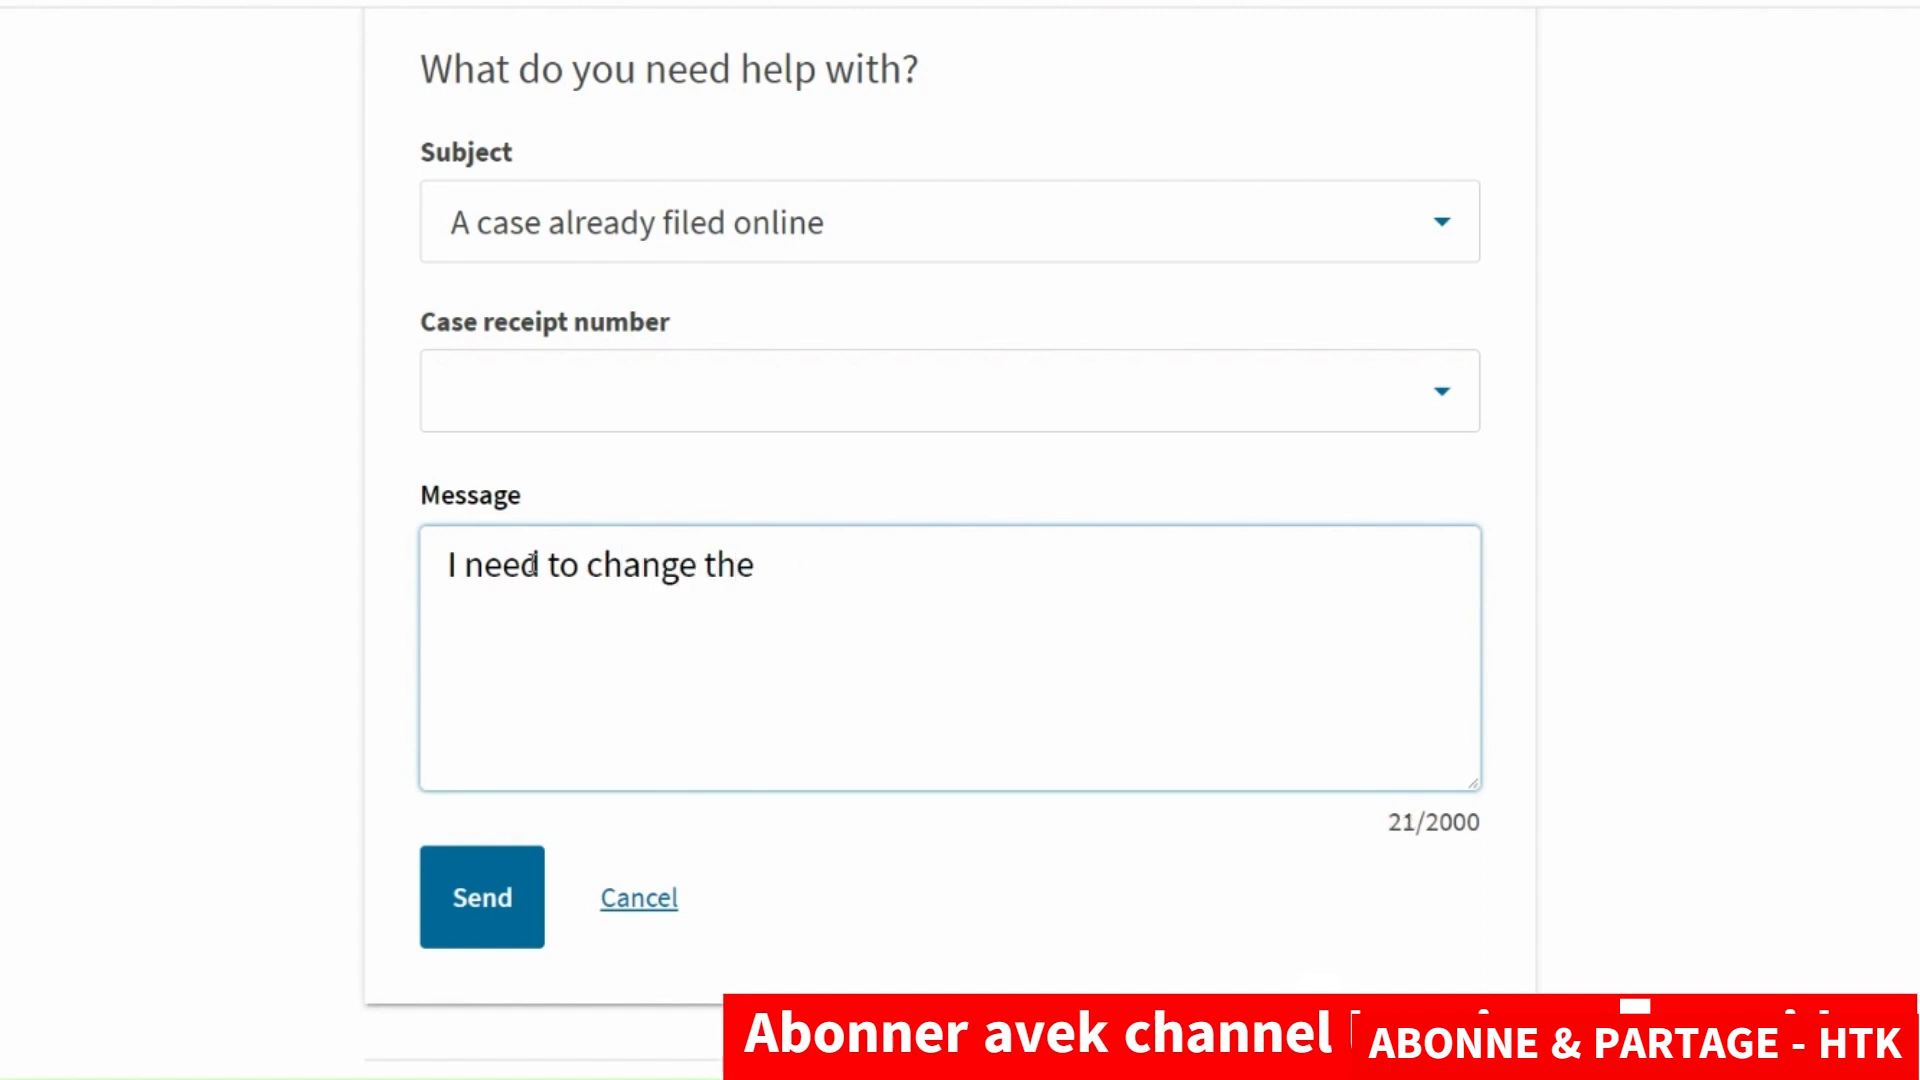 What do you need help with?
Subject
A case already filed online
Case receipt number
Message
I need to change the
21/2000
Send
Cancel
Abonner avek channel
ABONNE & PARTAGE - HTK